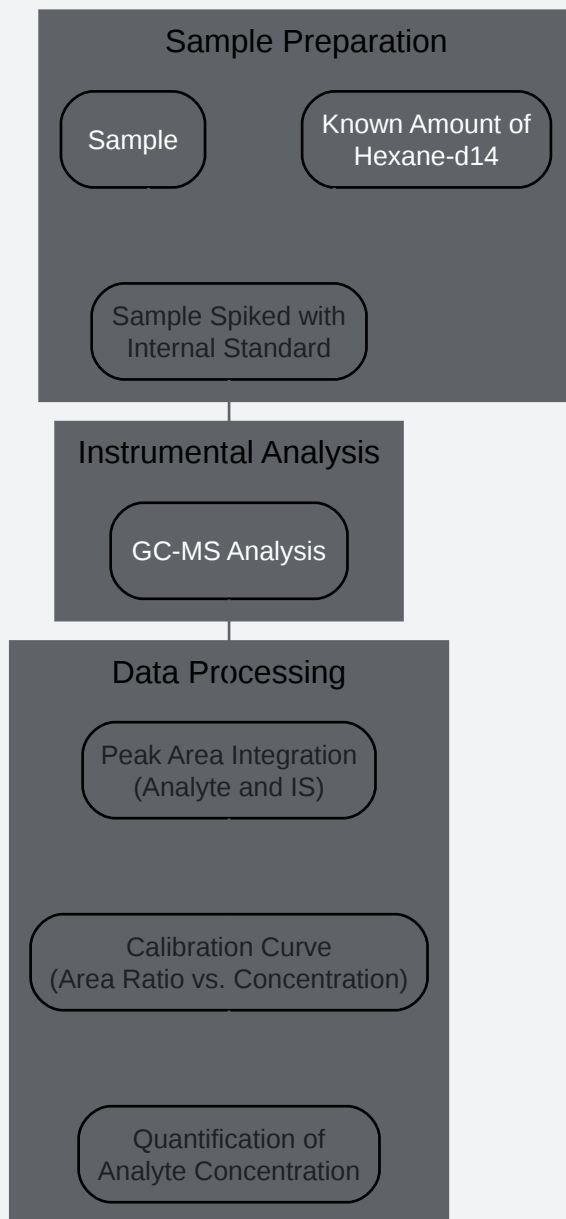 Sample Preparation
Sample
Known Amount of
Hexane-d14
Sample Spiked with
Internal Standard
Instrumental Analysis
GC-MS Analysis
Data Processing
Peak Area Integration
(Analyte and IS)
Calibration Curve
(Area Ratio vs. Concentration)
Quantification of
Analyte Concentration